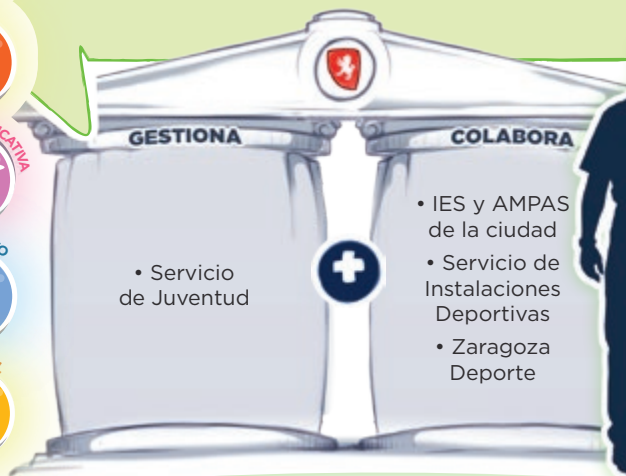 GESTIONA
• Servicio
de Juventud
COLABORA
• IES y AMPAS
de la ciudad
• Servicio de
Instalaciones
Deportivas
• Zaragoza
Deporte